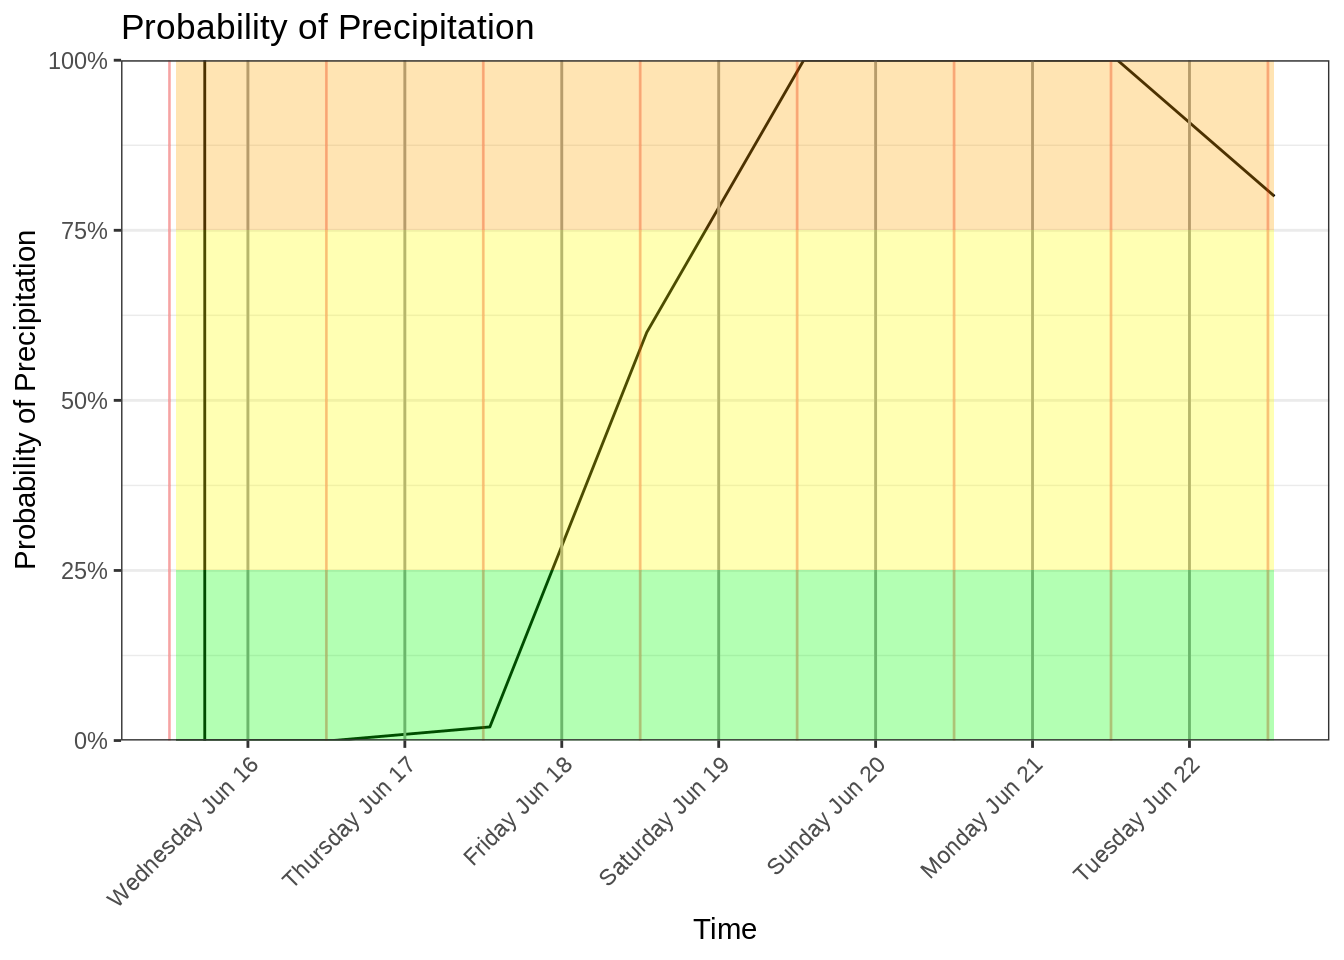 Probability of Precipitation
Probability of Precipitation
100%
75%
50%
25%
0%
Wednesday Jun 16
Thursday Jun 17
Friday Jun 18
Saturday Jun 19
Sunday Jun 20
Monday Jun 21
Tuesday Jun 22
Time